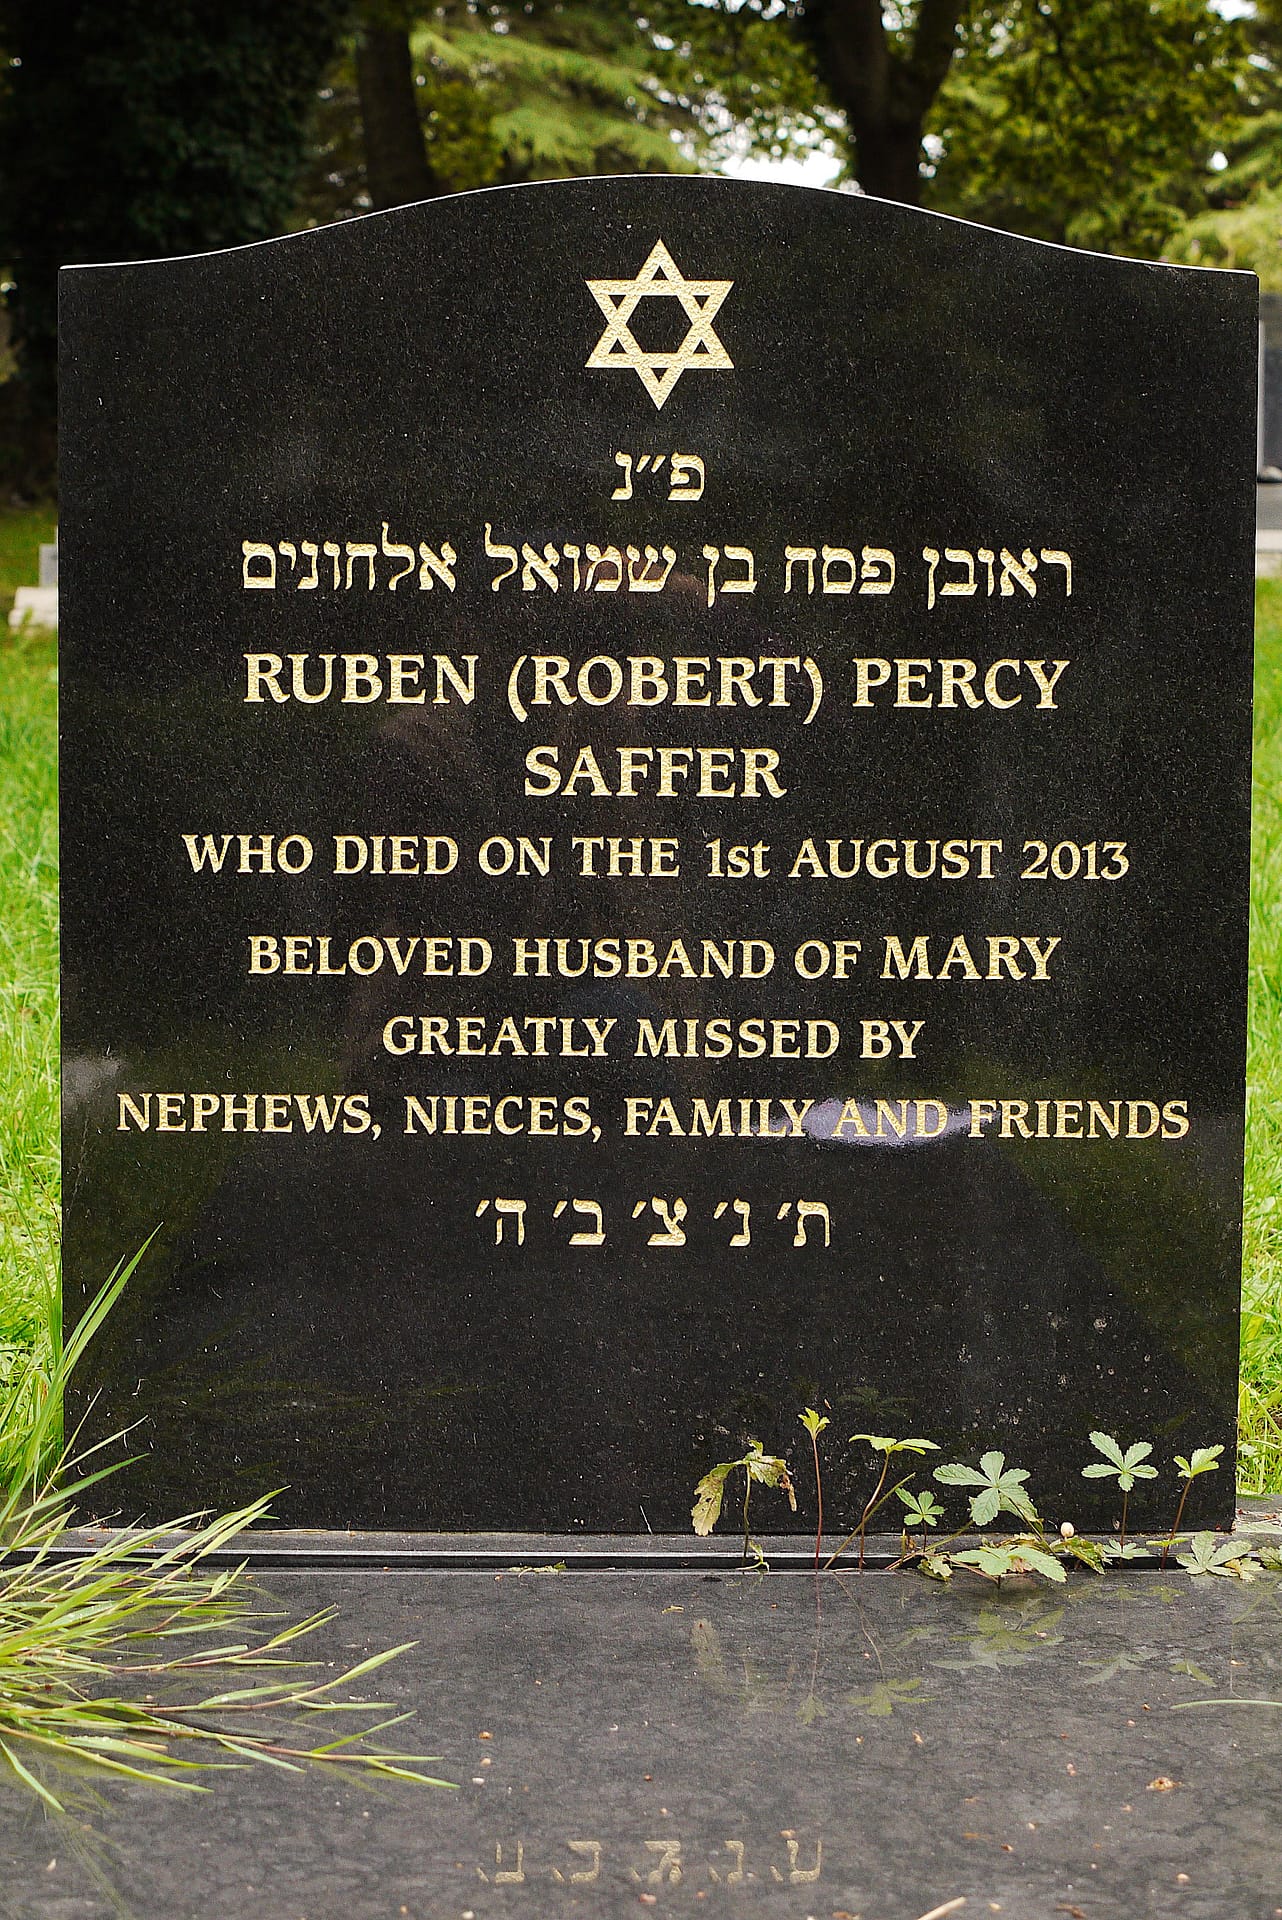 פ״נ
ראובן פסח בן שמואל אלחונים
RUBEN (ROBERT) PERCY
SAFFER
WHO DIED ON THE 1st AUGUST 2013
BELOVED HUSBAND OF MARY
GREATLY MISSED BY
NEPHEWS, NIECES, FAMILY AND FRIENDS
ת׳ נ׳ צ׳ ב׳ ה׳